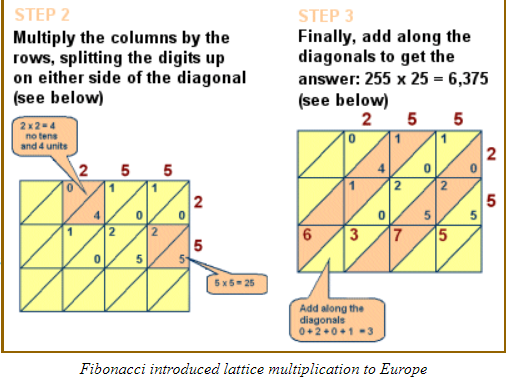 STEP 2
Multiply the columns by the
rows, splitting the digits up
on either side of the diagonal
(see below)
2 x 2 = 4
no tens
and 4 units
2 5 5
0 1 1
4 0 0 2
1 2 2
0 5 5 5
5 x 5 = 25
STEP 3
Finally, add along the
diagonals to get the
answer: 255 x 25 = 6,375
(see below)
2 5 5
0 1 1
4 0 0 2
1 2 2
0 5 5 5
6 3 7 5
Add along the
diagonals
0 + 2 + 0 + 1 = 3
Fibonacci introduced lattice multiplication to Europe